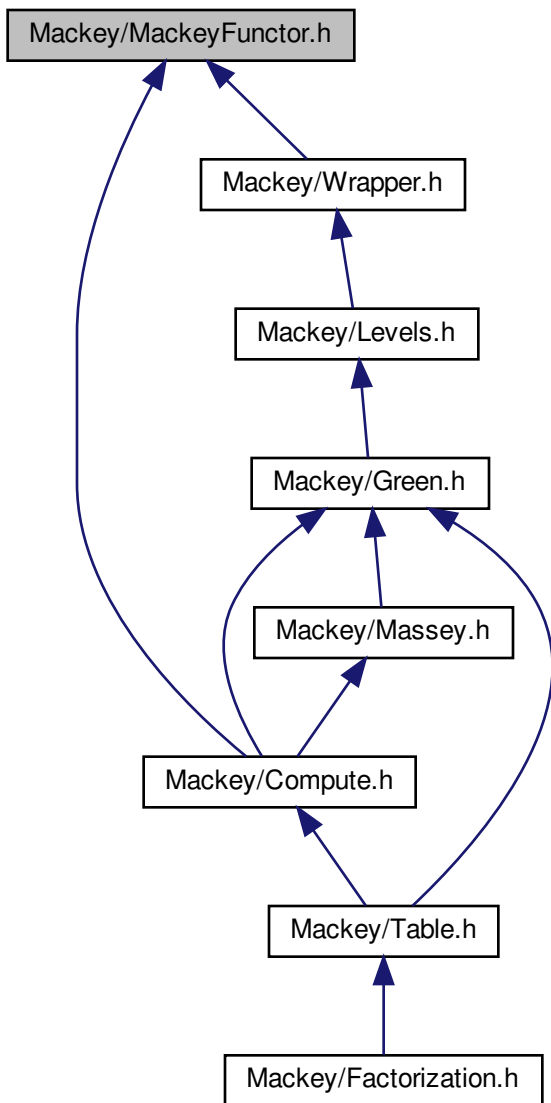 Mackey/MackeyFunctor.h
Mackey/Wrapper.h
Mackey/Levels.h
Mackey/Green.h
Mackey/Massey.h
Mackey/Compute.h
Mackey/Table.h
Mackey/Factorization.h